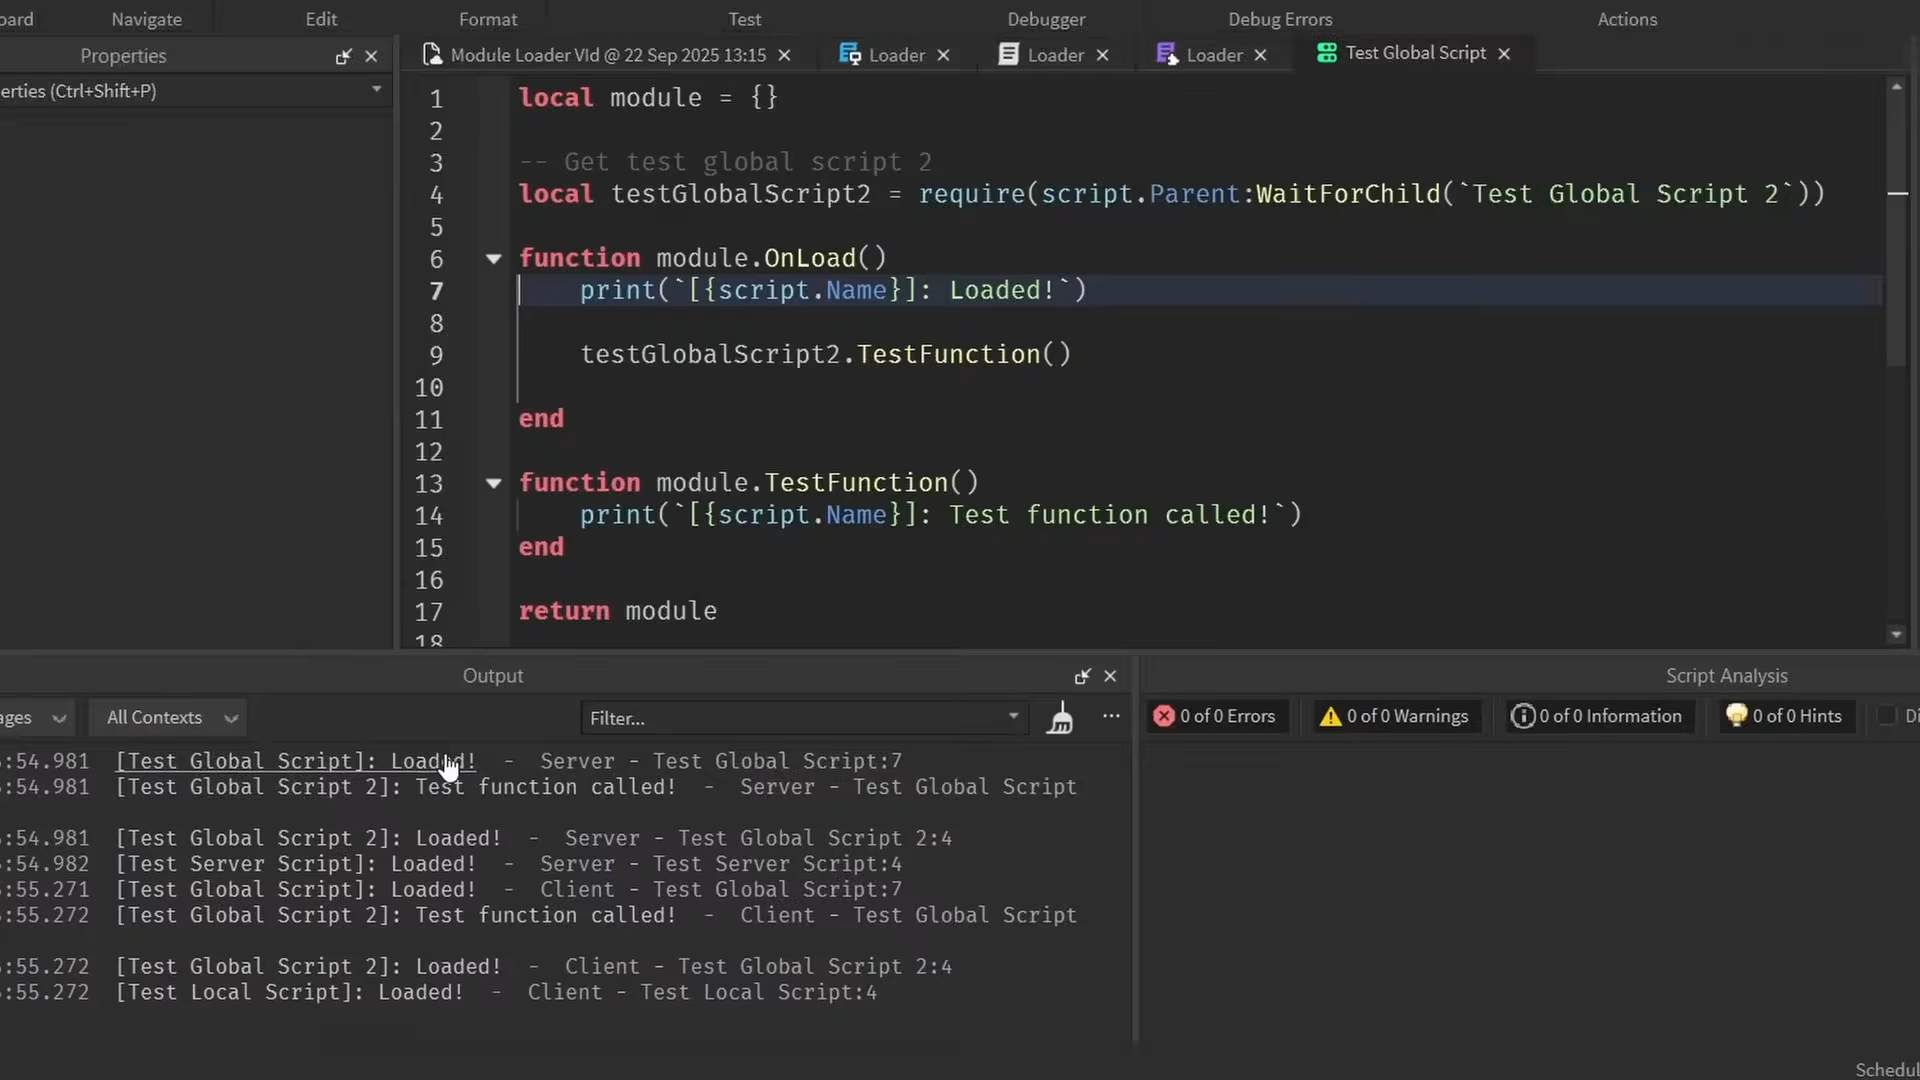 oard Navigate Edit Format Test Debugger Debug Errors Actions
Properties
erties (Ctrl+Shift+P)
Module Loader VId @ 22 Sep 2025 13:15 Loader Loader Loader Test Global Script
1 local module = {}
2
3 -- Get test global script 2
4 local testGlobalScript2 = require(script.Parent:WaitForChild(`Test Global Script 2`))
5
6 function module.OnLoad()
7 print(`[{script.Name}]: Loaded!`)
8
9 testGlobalScript2.TestFunction()
10
11 end
12
13 function module.TestFunction()
14 print(`[{script.Name}]: Test function called!`)
15 end
16
17 return module
18
Output
ages All Contexts Filter... ...
:54.981 [Test Global Script]: Loaded! - Server - Test Global Script:7
:54.981 [Test Global Script 2]: Test function called! - Server - Test Global Script
:54.981 [Test Global Script 2]: Loaded! - Server - Test Global Script 2:4
:54.982 [Test Server Script]: Loaded! - Server - Test Server Script:4
:55.271 [Test Global Script]: Loaded! - Client - Test Global Script:7
:55.272 [Test Global Script 2]: Test function called! - Client - Test Global Script
:55.272 [Test Global Script 2]: Loaded! - Client - Test Global Script 2:4
:55.272 [Test Local Script]: Loaded! - Client - Test Local Script:4
Script Analysis
0 of 0 Errors 0 of 0 Warnings 0 of 0 Information 0 of 0 Hints Di
Schedul